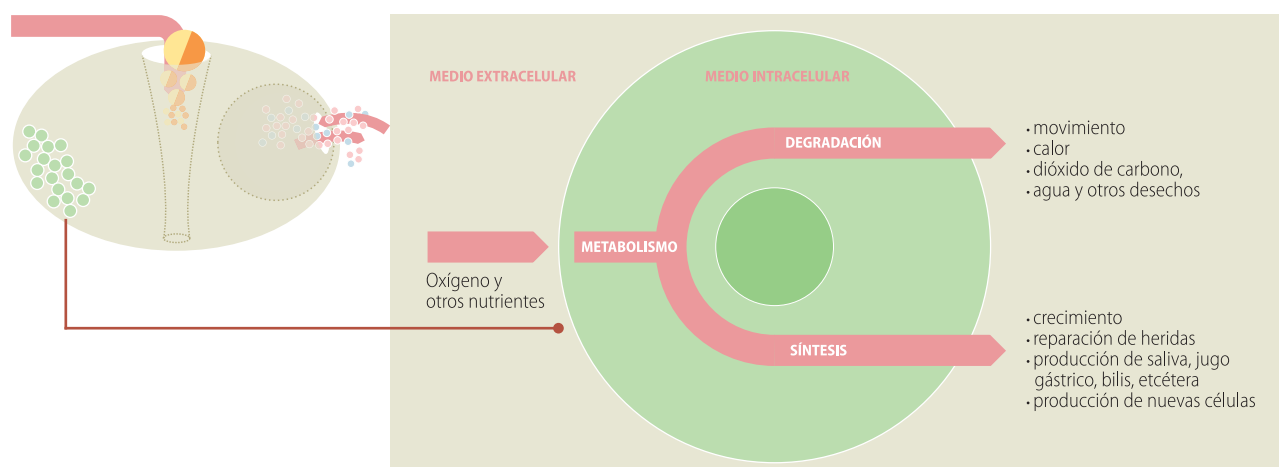 MEDIO EXTRACELULAR
MEDIO INTRACELULAR
DEGRADACIÓN
· movimiento
· calor
· dióxido de carbono,
· agua y otros desechos
METABOLISMO
Oxígeno y
otros nutrientes
SÍNTESIS
· crecimiento
· reparación de heridas
· producción de saliva, jugo
gástrico, bilis, etcétera
· producción de nuevas células